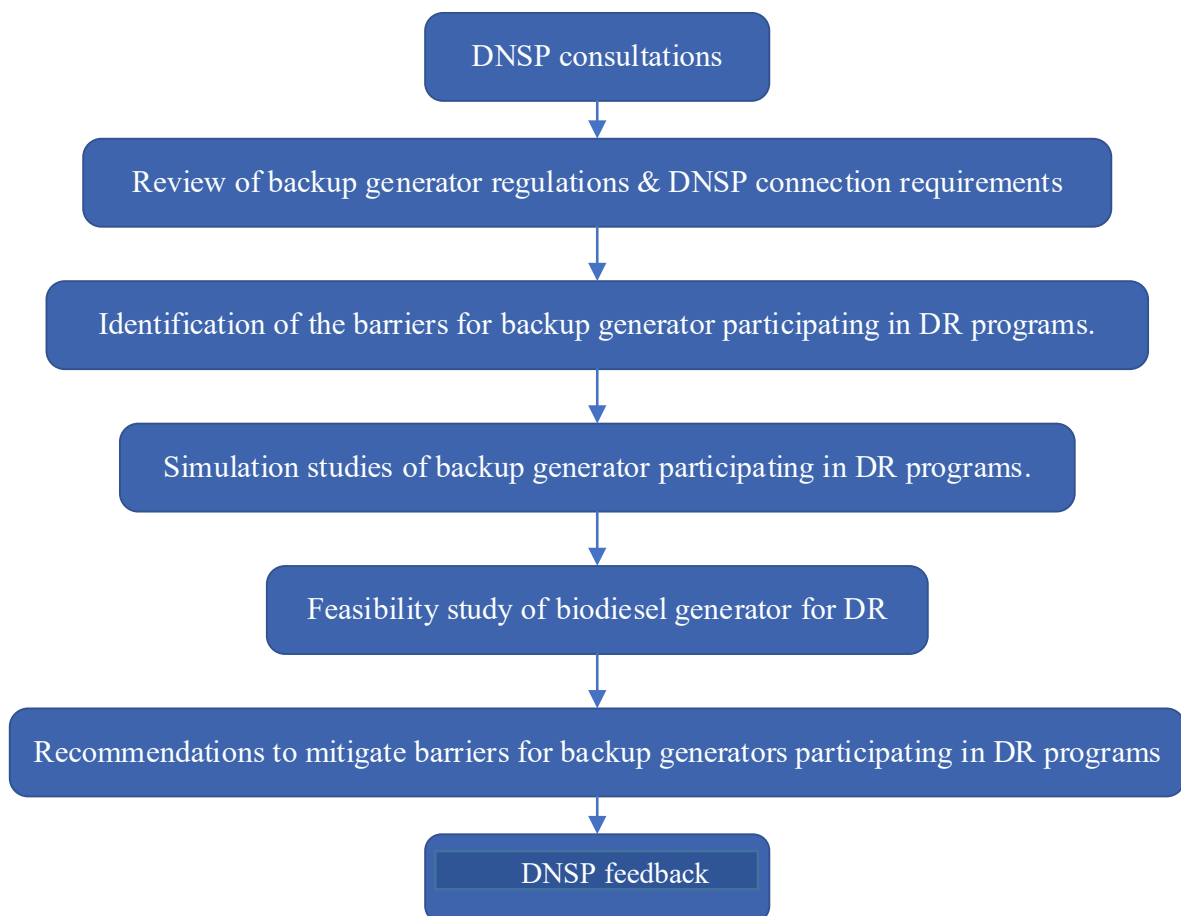 DNSP consultations
Review of backup generator regulations & DNSP connection requirements
Identification of the barriers for backup generator participating in DR programs.
Simulation studies of backup generator participating in DR programs.
Feasibility study of biodiesel generator for DR
Recommendations to mitigate barriers for backup generators participating in DR programs
DNSP feedback